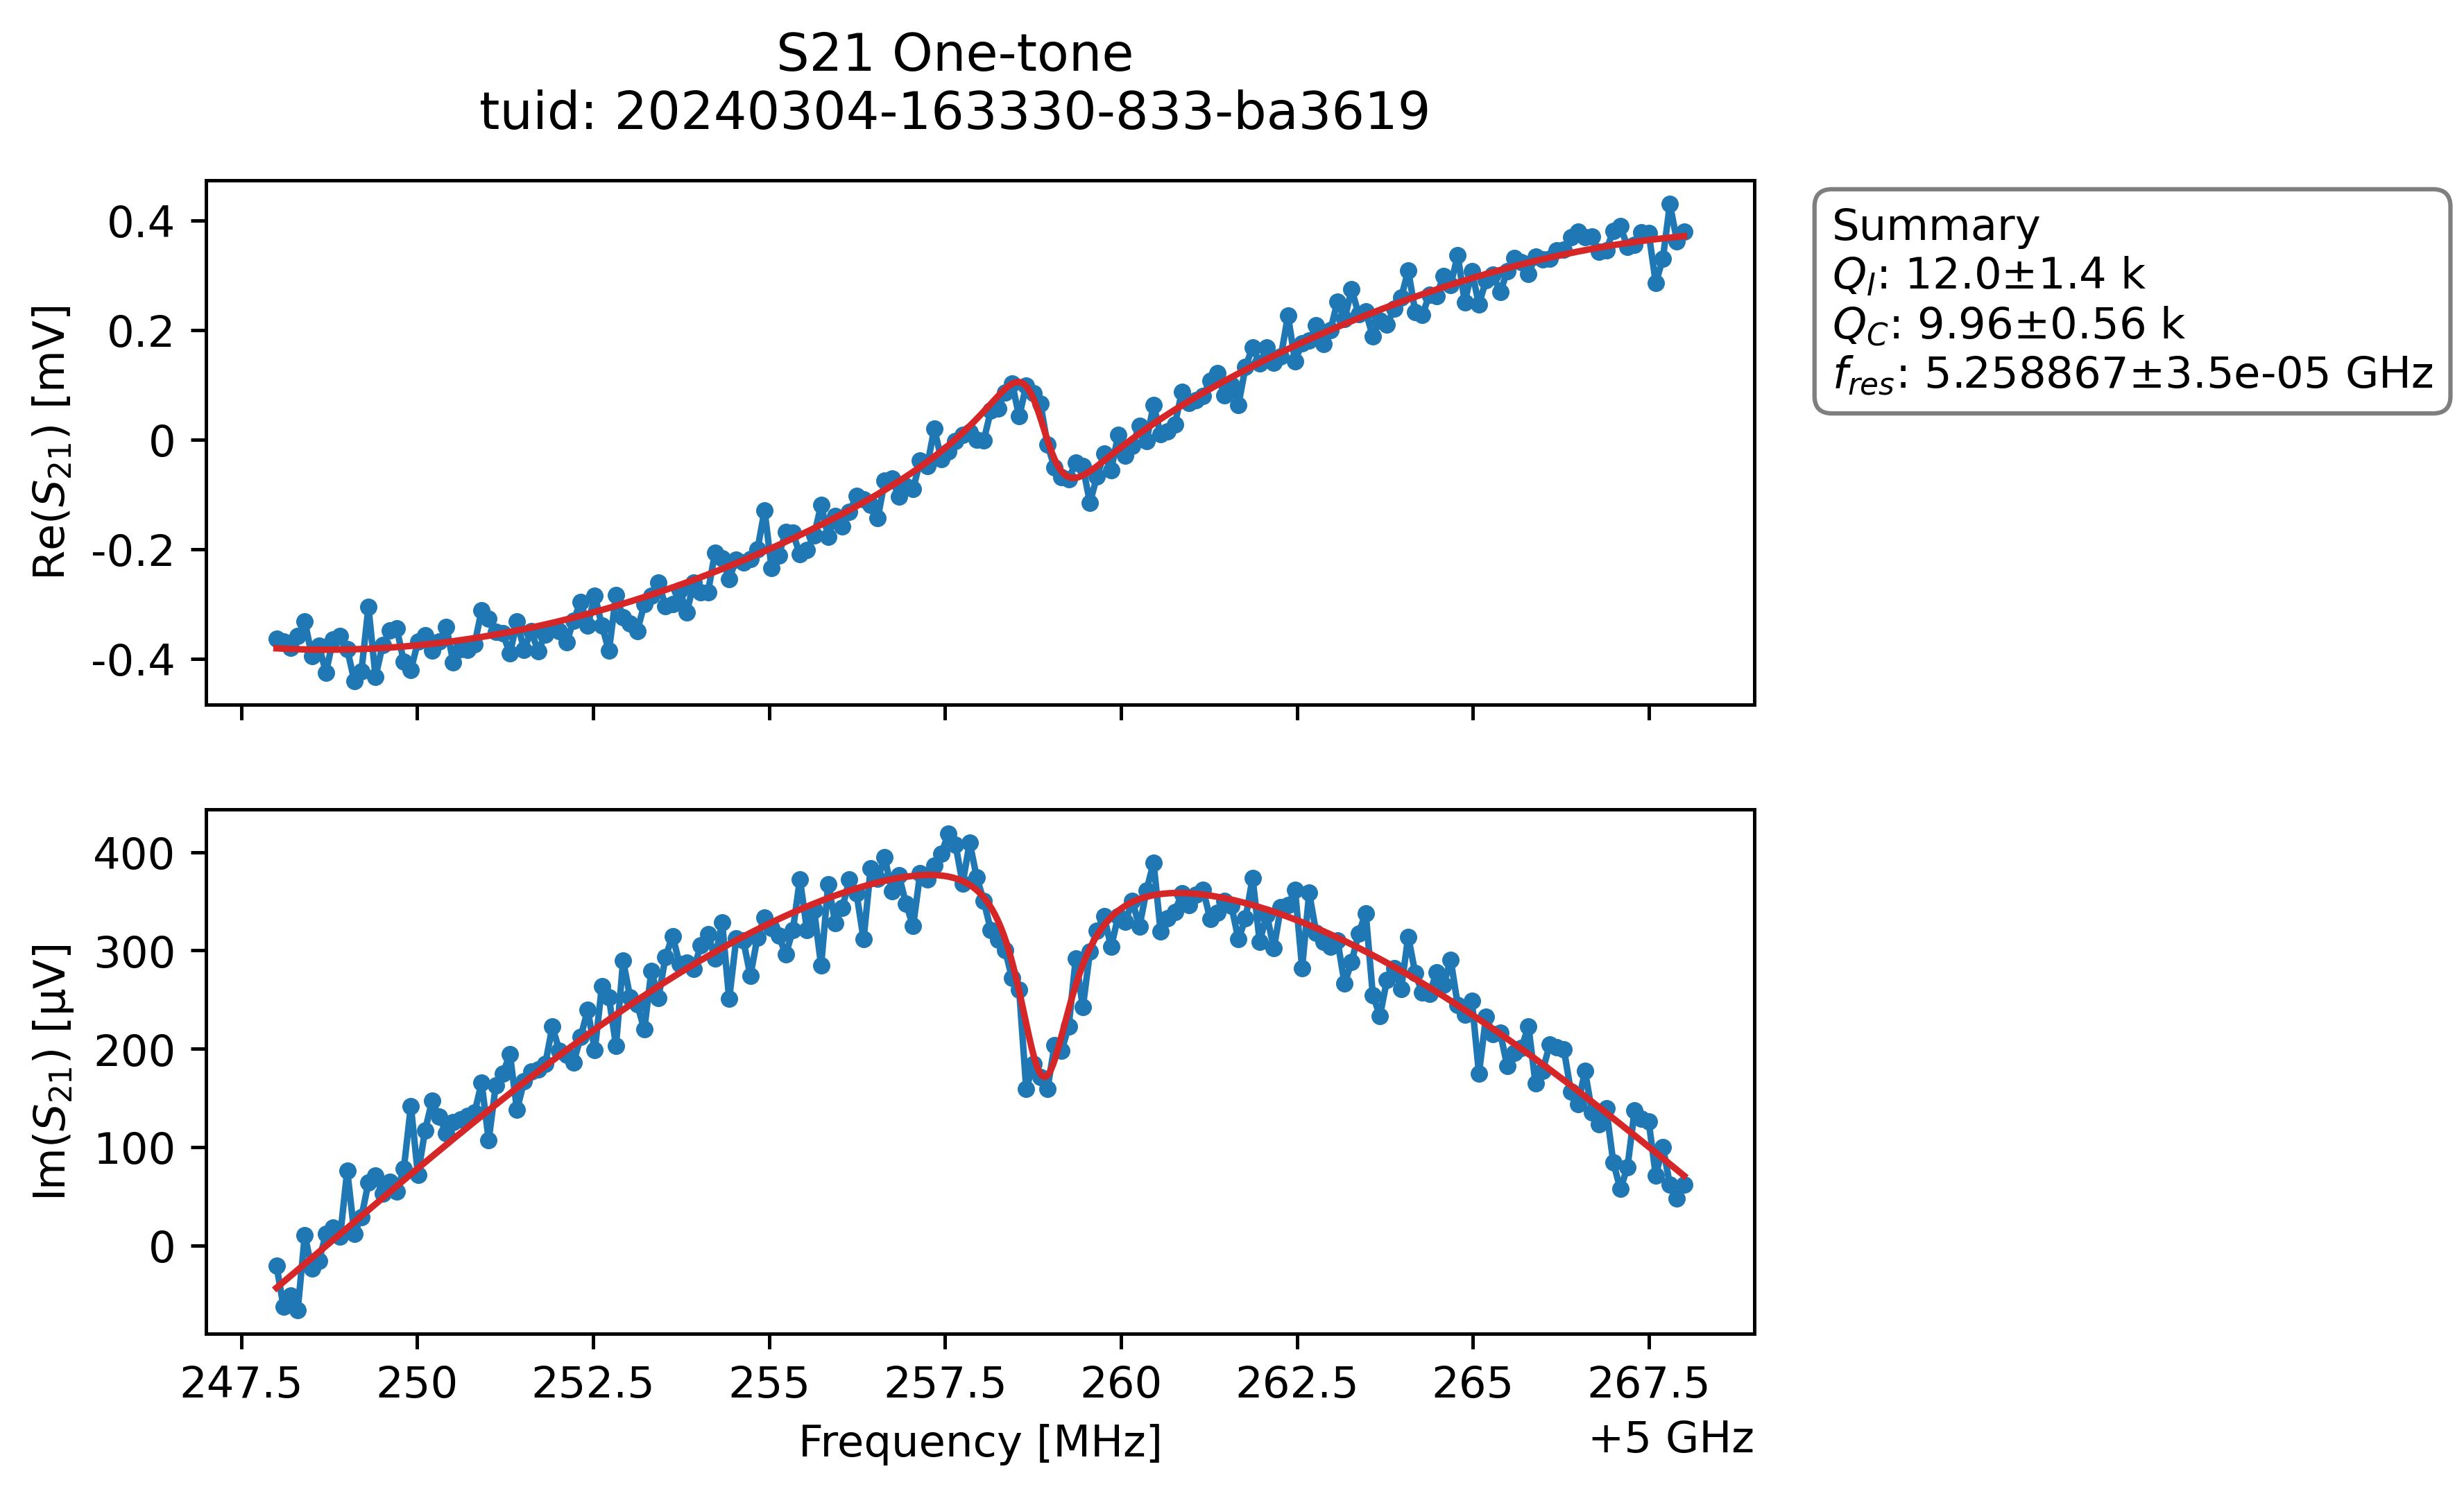 S21 One-tone
tuid: 20240304-163330-833-ba3619
Re(S21) [mV]
0.4
0.2
0
-0.2
-0.4
Summary
QI: 12.0±1.4 k
QC: 9.96±0.56 k
fres: 5.258867±3.5e-05 GHz
Im(S21) [µV]
400
300
200
100
0
247.5 250 252.5 255 257.5 260 262.5 265 267.5
Frequency [MHz]
+5 GHz